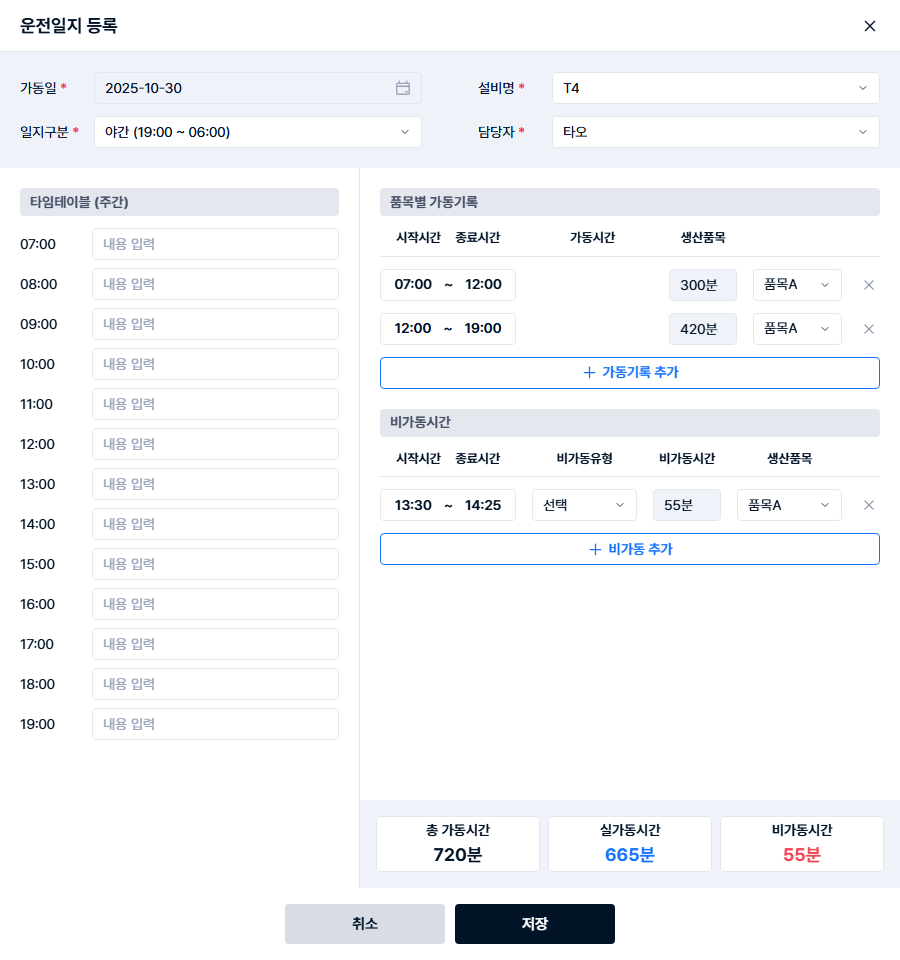 운전일지 등록
가동일 *
2025-10-30
설비명 *
T4
일지구분 *
야간 (19:00 ~ 06:00)
담당자 *
타오
타임테이블 (주간)
07:00 내용 입력
08:00 내용 입력
09:00 내용 입력
10:00 내용 입력
11:00 내용 입력
12:00 내용 입력
13:00 내용 입력
14:00 내용 입력
15:00 내용 입력
16:00 내용 입력
17:00 내용 입력
18:00 내용 입력
19:00 내용 입력
품목별 가동기록
시작시간 종료시간 가동시간 생산품목
07:00 ~ 12:00 300분 품목A
12:00 ~ 19:00 420분 품목A
+ 가동기록 추가
비가동시간
시작시간 종료시간 비가동유형 비가동시간 생산품목
13:30 ~ 14:25 선택 55분 품목A
+ 비가동 추가
총 가동시간
720분
실가동시간
665분
비가동시간
55분
취소
저장